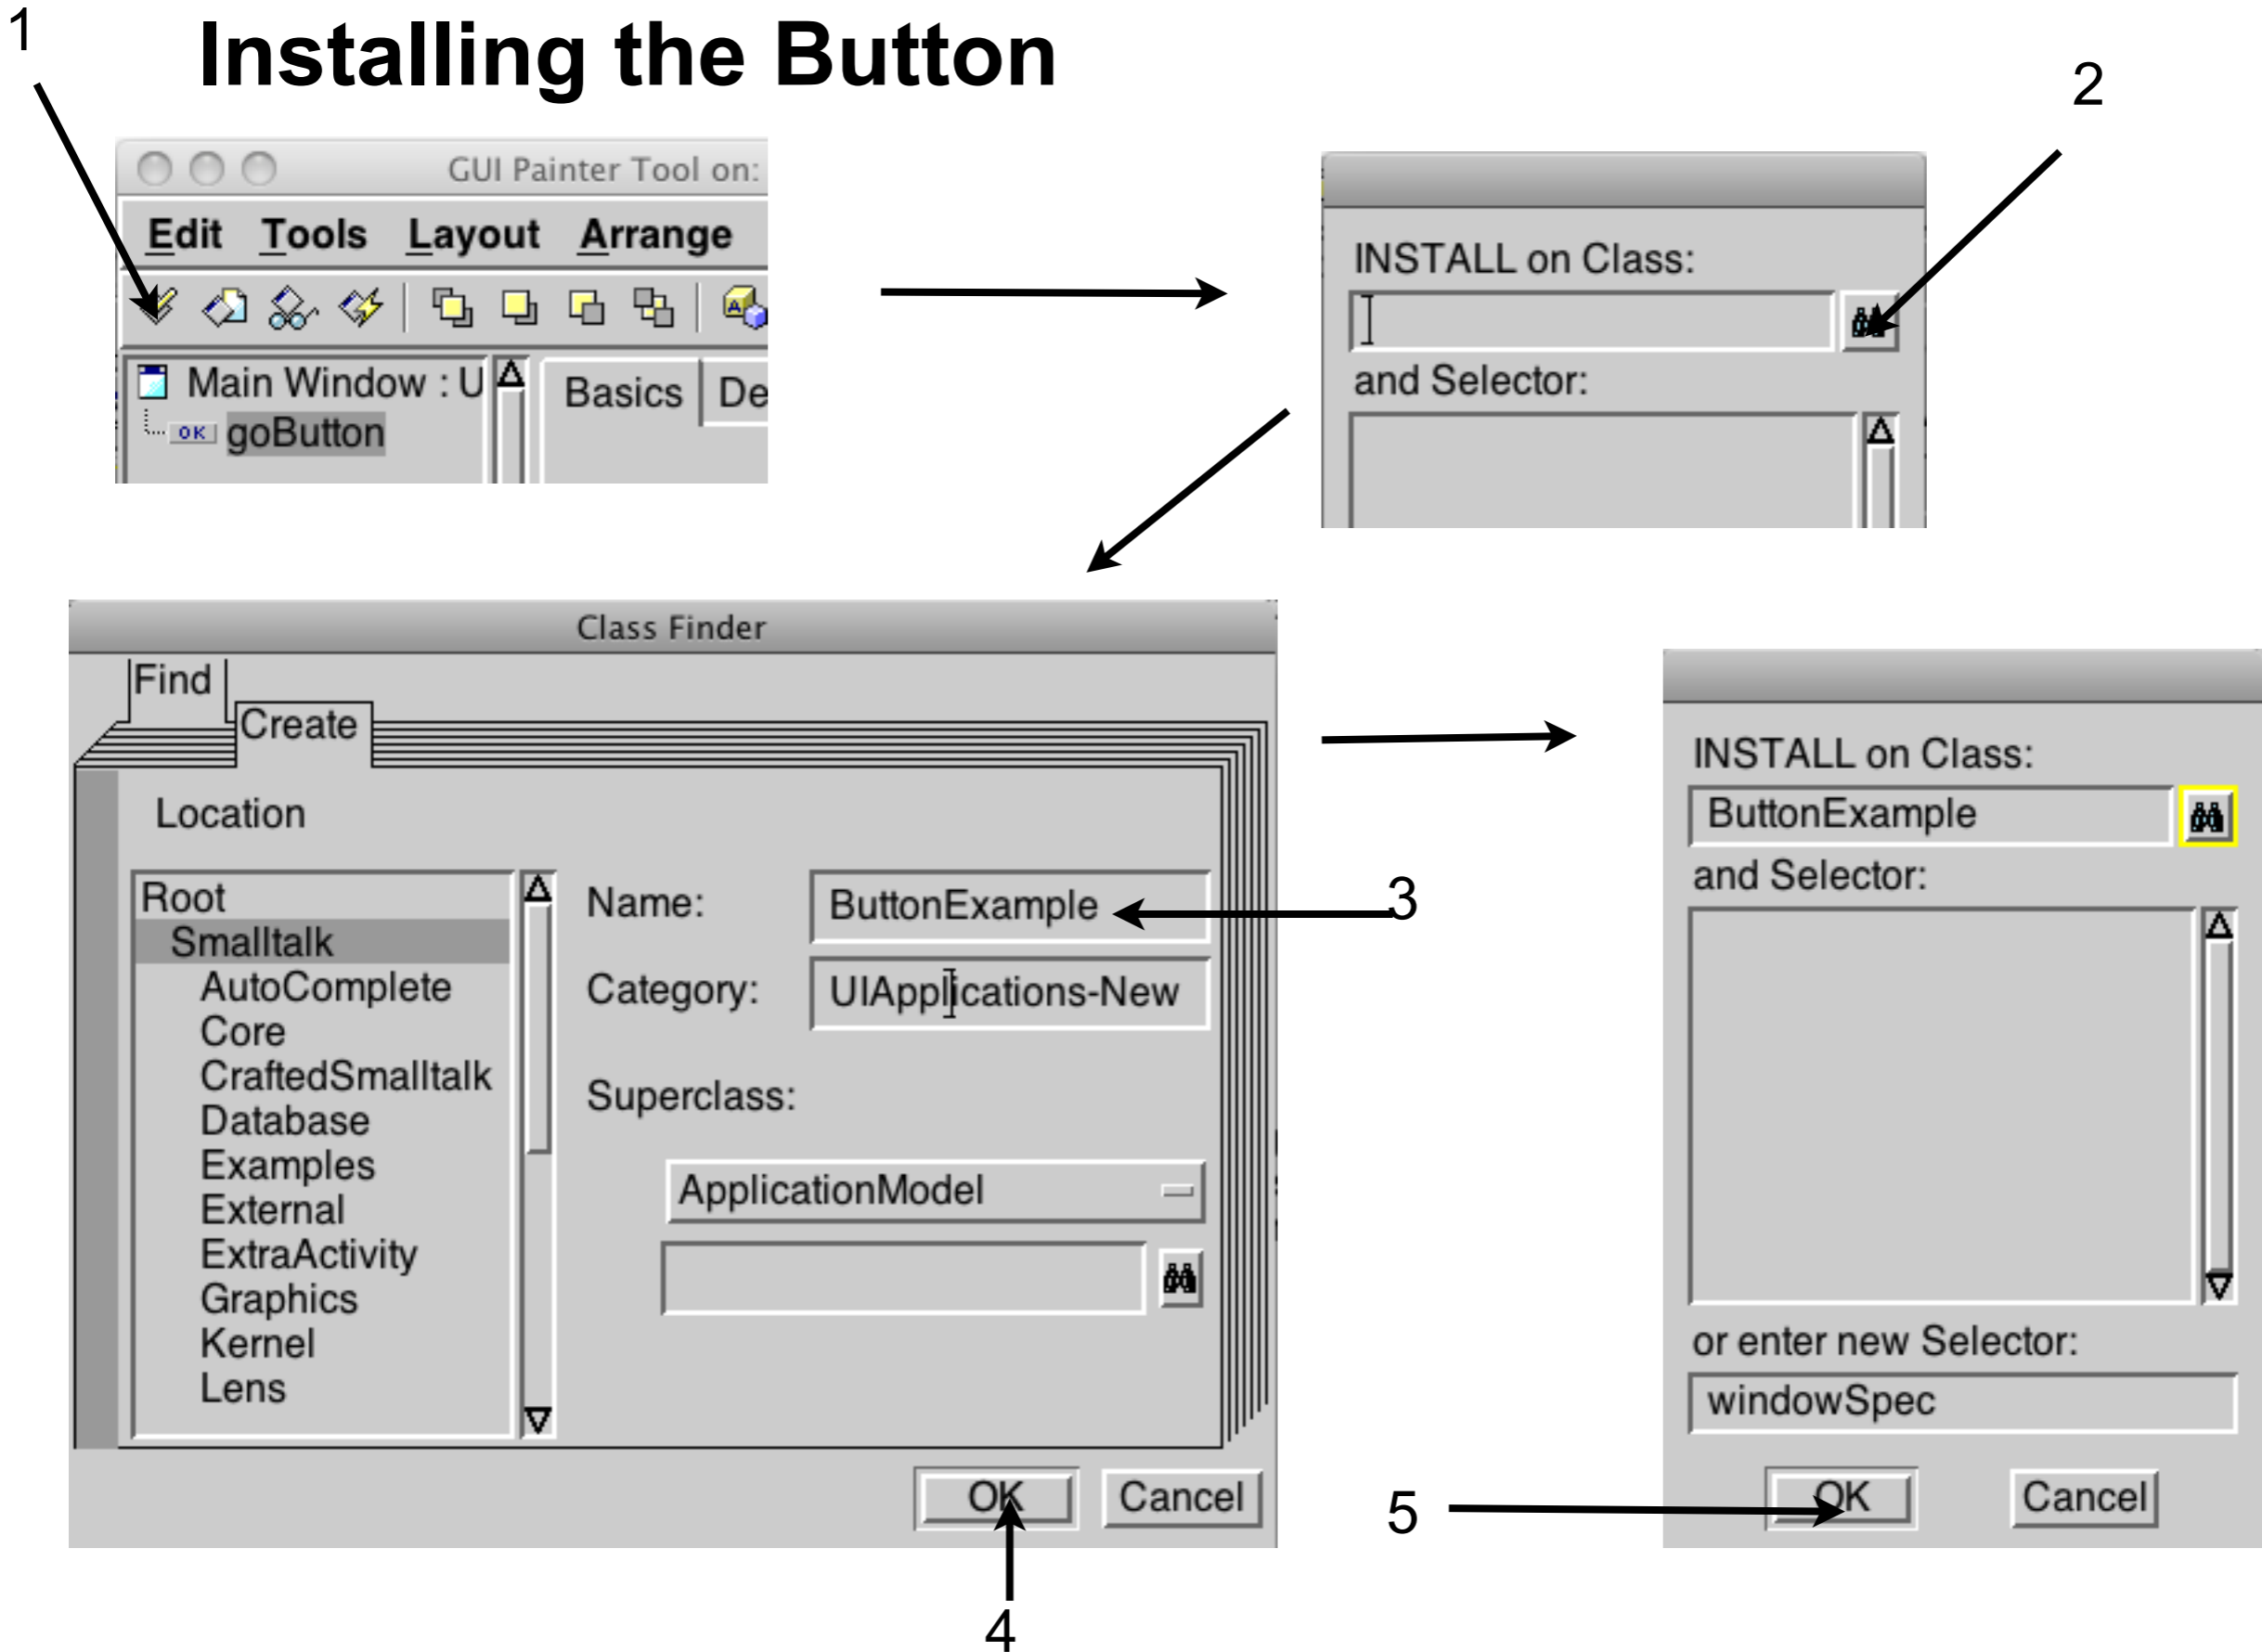 1
Installing the Button
2
GUI Painter Tool on:
Edit Tools Layout Arrange
Main Window : U
OK goButton
Basics De
INSTALL on Class:
and Selector:
Class Finder
Find
Create
Location
Root
Smalltalk
AutoComplete
Core
CraftedSmalltalk
Database
Examples
External
ExtraActivity
Graphics
Kernel
Lens
Name: ButtonExample
3
Category: UIApplications-New
Superclass:
ApplicationModel
OK Cancel
4
INSTALL on Class:
ButtonExample
and Selector:
or enter new Selector:
windowSpec
5
OK Cancel